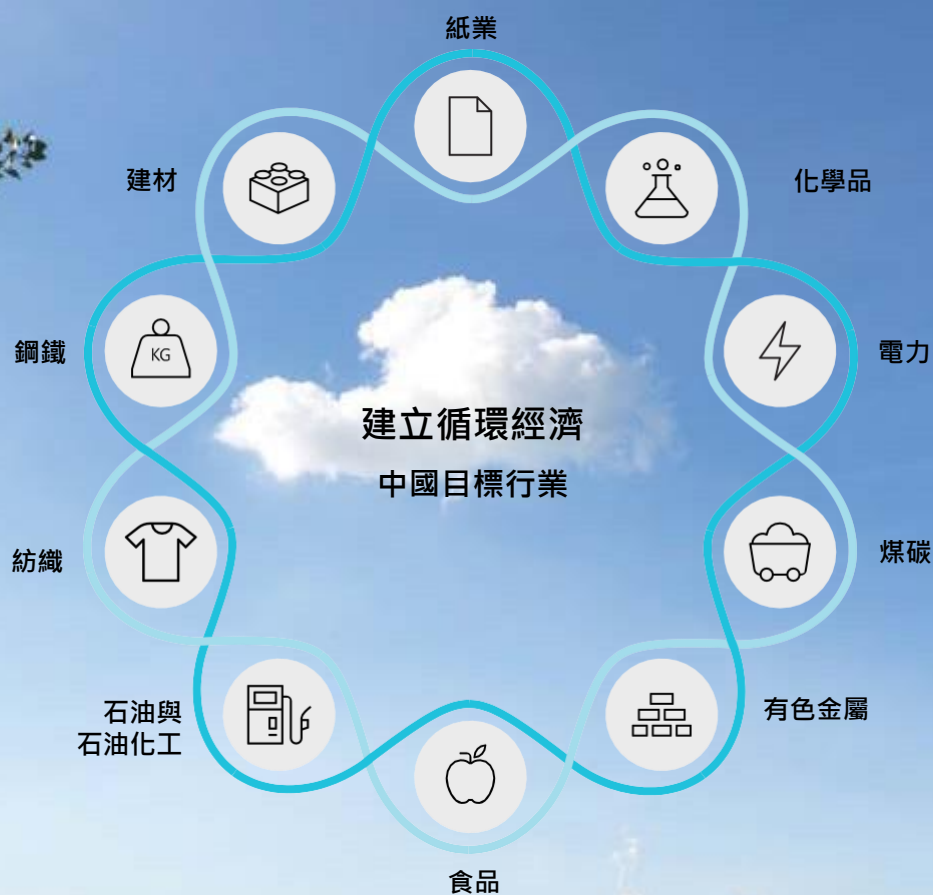 紙業
建材
化學品
鋼鐵
KG
電力
建立循環經濟
中國目標行業
紡織
煤碳
石油與
石油化工
有色金屬
食品